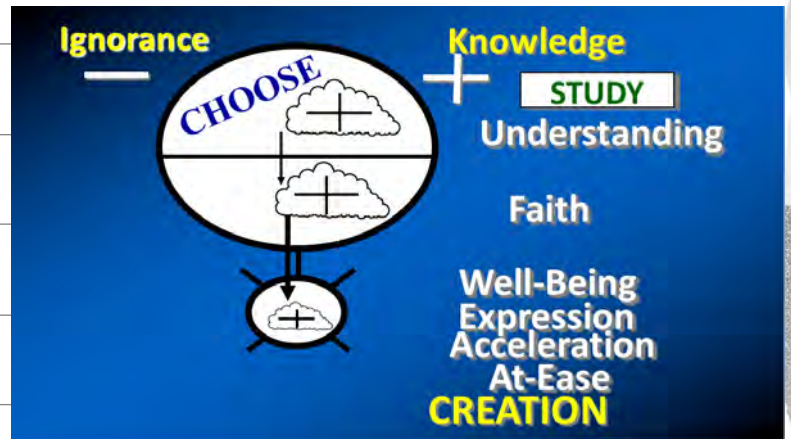 Ignorance
Knowledge
CHOOSE
STUDY
Understanding
Faith
Well-Being
Expression
Acceleration
At-Ease
CREATION